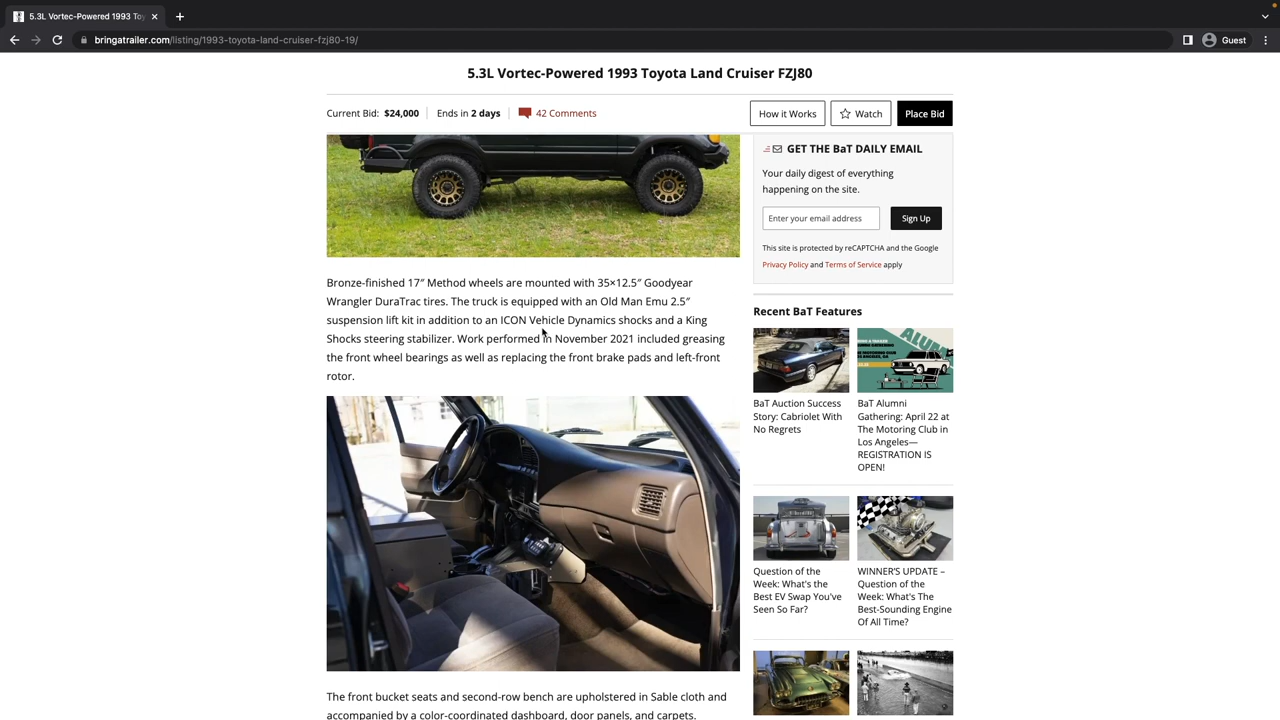 5.3L Vortec-Powered 1993 Toy
bringatrailer.com/listing/1993-toyota-land-cruiser-fzj80-19/
Guest
5.3L Vortec-Powered 1993 Toyota Land Cruiser FZJ80
Current Bid: $24,000
Ends in 2 days
42 Comments
How it Works
Watch
Place Bid
Bronze-finished 17″ Method wheels are mounted with 35×12.5″ Goodyear
Wrangler DuraTrac tires. The truck is equipped with an Old Man Emu 2.5″
suspension lift kit in addition to an ICON Vehicle Dynamics shocks and a King
Shocks steering stabilizer. Work performed in November 2021 included greasing
the front wheel bearings as well as replacing the front brake pads and left-front
rotor.
The front bucket seats and second-row bench are upholstered in Sable cloth and
accompanied by a color-coordinated dashboard, door panels, and carpets.
GET THE BaT DAILY EMAIL
Your daily digest of everything
happening on the site.
Enter your email address
Sign Up
This site is protected by reCAPTCHA and the Google
Privacy Policy and Terms of Service apply
Recent BaT Features
BaT Auction Success
Story: Cabriolet With
No Regrets
BaT Alumni
Gathering: April 22 at
The Motoring Club in
Los Angeles—
REGISTRATION IS
OPEN!
Question of the
Week: What's the
Best EV Swap You've
Seen So Far?
WINNER'S UPDATE –
Question of the
Week: What's The
Best-Sounding Engine
Of All Time?